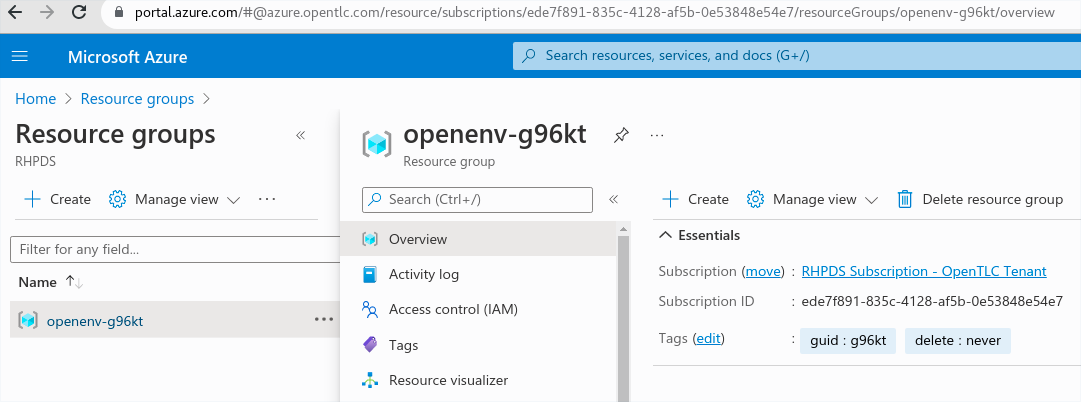 portal.azure.com/#@azure.opentlc.com/resource/subscriptions/ede7f891-835c-4128-af5b-0e53848e54e7/resourceGroups/openenv-g96kt/overview
Microsoft Azure
Search resources, services, and docs (G+/)
Home > Resource groups >
Resource groups
RHPDS
Create Manage view ...
Filter for any field...
Name
openenv-g96kt ...
openenv-g96kt ...
Resource group
Search (Ctrl+/)
Overview
Activity log
Access control (IAM)
Tags
Resource visualizer
Create Manage view Delete resource group
Essentials
Subscription (move) : RHPDS Subscription - OpenTLC Tenant
Subscription ID : ede7f891-835c-4128-af5b-0e53848e54e7
Tags (edit) : guid : g96kt delete : never